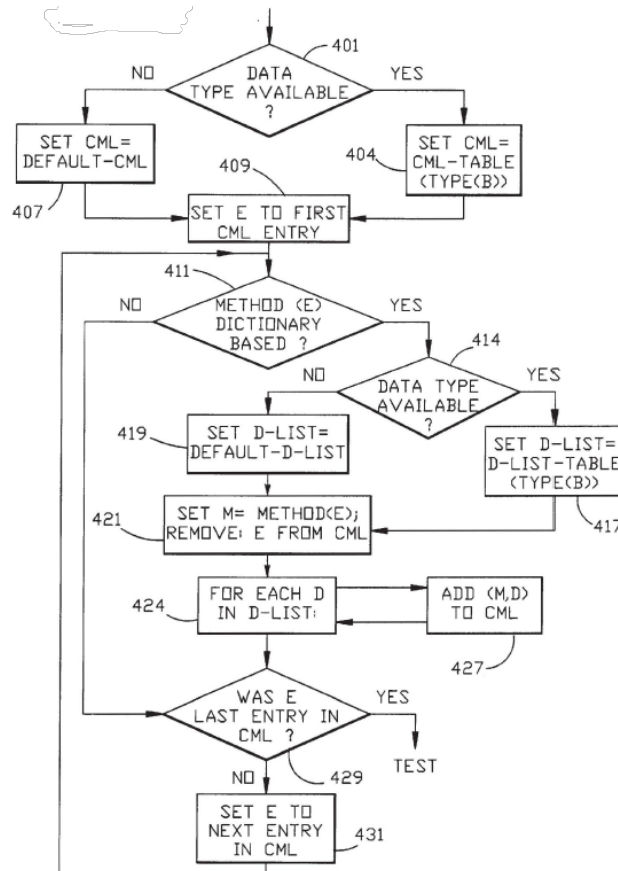 401
DATA
TYPE AVAILABLE
?
NO
YES
SET CML=
DEFAULT-CML
407
SET CML=
CML-TABLE
(TYPE(B))
404
409
SET E TO FIRST
CML ENTRY
411
METHOD (E)
DICTIONARY
BASED ?
NO
YES
414
DATA TYPE
AVAILABLE
?
NO
YES
419
SET D-LIST=
DEFAULT-D-LIST
SET D-LIST=
D-LIST-TABLE
(TYPE(B))
417
421
SET M= METHOD(E);
REMOVE: E FROM CML
424
FOR EACH D
IN D-LIST:
ADD (M,D)
TO CML
427
WAS E
LAST ENTRY IN
CML ?
YES
TEST
429
NO
SET E TO
NEXT ENTRY
IN CML
431